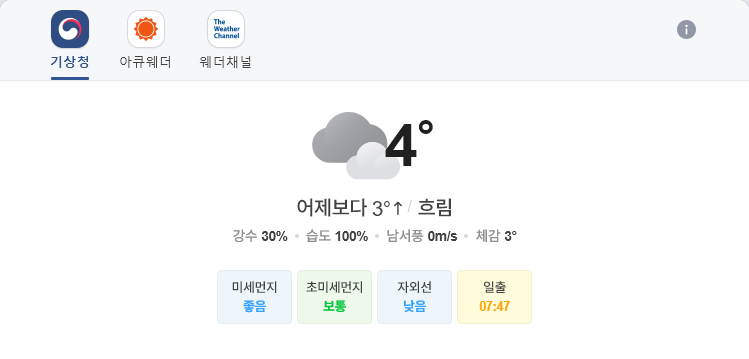 The
Weather
Channel
기상청 아큐웨더 웨더채널
4°
어제보다 3°↑ / 흐림
강수 30% • 습도 100% • 남서풍 0m/s • 체감 3°
미세먼지 초미세먼지 자외선 일출
좋음 보통 낮음 07:47